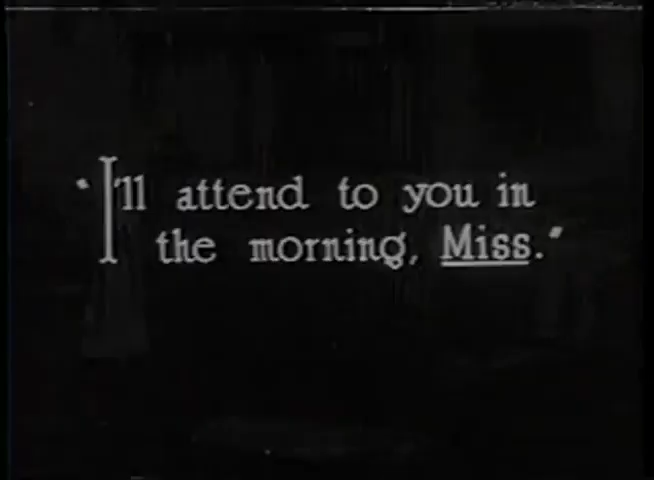 "I'll attend to you in
the morning, Miss."